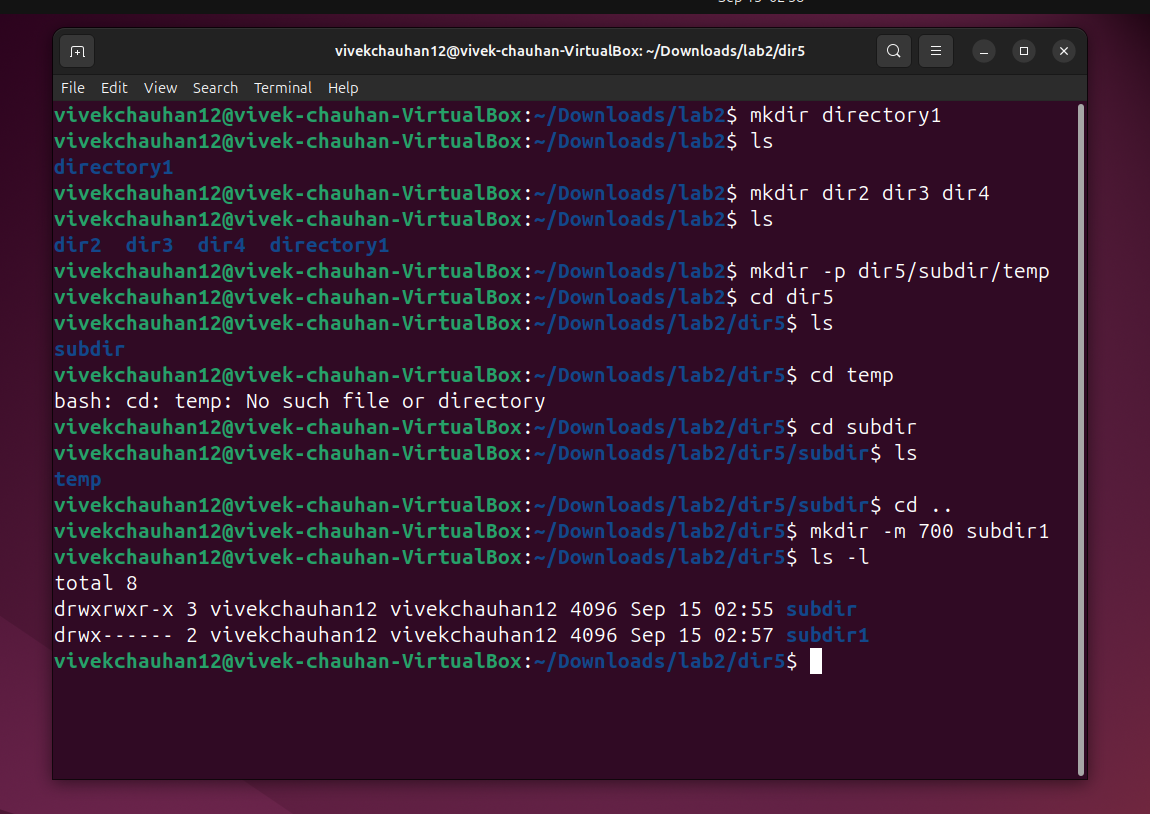 vivekchauhan12@vivek-chauhan-VirtualBox: ~/Downloads/lab2/dir5
File Edit View Search Terminal Help
vivekchauhan12@vivek-chauhan-VirtualBox:~/Downloads/lab2$ mkdir directory1
vivekchauhan12@vivek-chauhan-VirtualBox:~/Downloads/lab2$ ls
directory1
vivekchauhan12@vivek-chauhan-VirtualBox:~/Downloads/lab2$ mkdir dir2 dir3 dir4
vivekchauhan12@vivek-chauhan-VirtualBox:~/Downloads/lab2$ ls
dir2  dir3  dir4  directory1
vivekchauhan12@vivek-chauhan-VirtualBox:~/Downloads/lab2$ mkdir -p dir5/subdir/temp
vivekchauhan12@vivek-chauhan-VirtualBox:~/Downloads/lab2$ cd dir5
vivekchauhan12@vivek-chauhan-VirtualBox:~/Downloads/lab2/dir5$ ls
subdir
vivekchauhan12@vivek-chauhan-VirtualBox:~/Downloads/lab2/dir5$ cd temp
bash: cd: temp: No such file or directory
vivekchauhan12@vivek-chauhan-VirtualBox:~/Downloads/lab2/dir5$ cd subdir
vivekchauhan12@vivek-chauhan-VirtualBox:~/Downloads/lab2/dir5/subdir$ ls
temp
vivekchauhan12@vivek-chauhan-VirtualBox:~/Downloads/lab2/dir5/subdir$ cd ..
vivekchauhan12@vivek-chauhan-VirtualBox:~/Downloads/lab2/dir5$ mkdir -m 700 subdir1
vivekchauhan12@vivek-chauhan-VirtualBox:~/Downloads/lab2/dir5$ ls -l
total 8
drwxrwxr-x 3 vivekchauhan12 vivekchauhan12 4096 Sep 15 02:55 subdir
drwx------ 2 vivekchauhan12 vivekchauhan12 4096 Sep 15 02:57 subdir1
vivekchauhan12@vivek-chauhan-VirtualBox:~/Downloads/lab2/dir5$